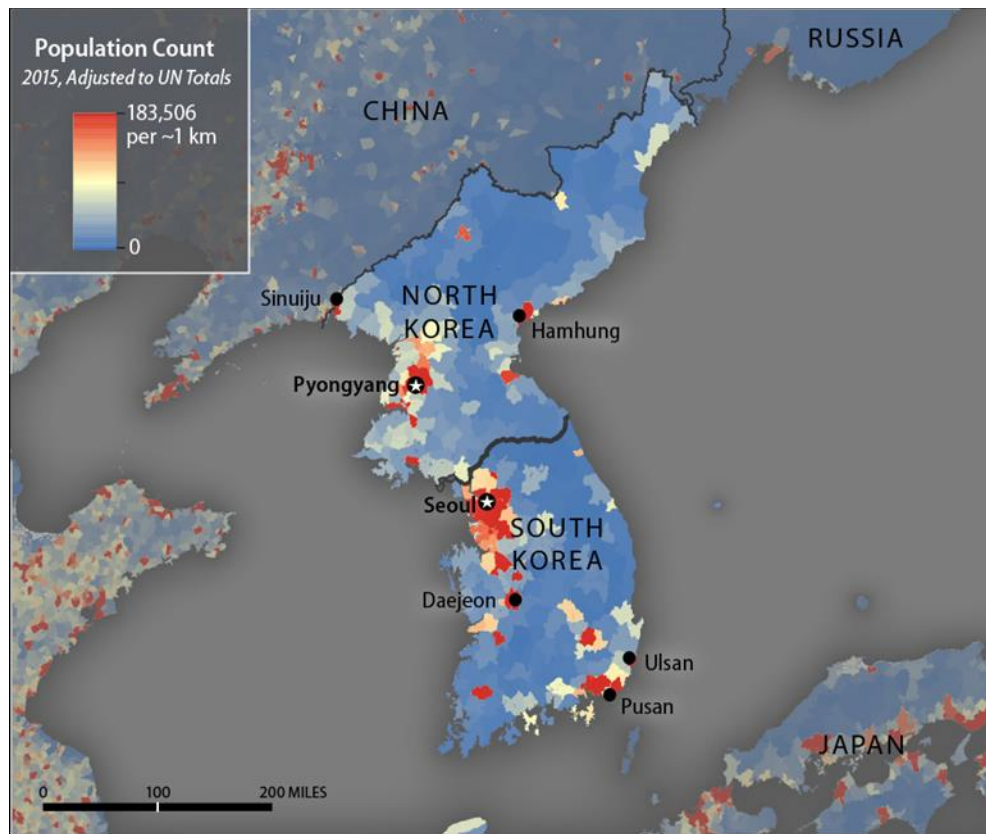 Population Count
2015, Adjusted to UN Totals
183,506
per ~1 km
0
RUSSIA
CHINA
Sinuiju
NORTH
KOREA
Hamhung
Pyongyang
Seoul
SOUTH
KOREA
Daejeon
Ulsan
Pusan
JAPAN
0 100 200 MILES